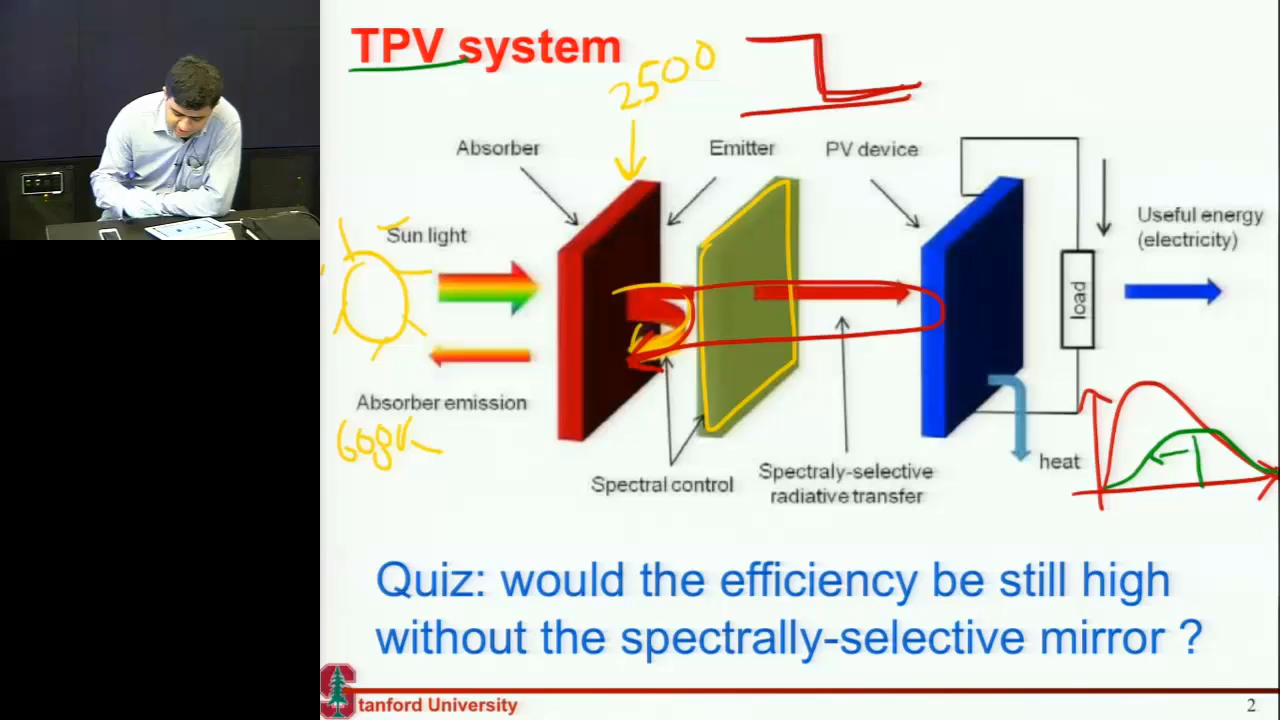 TPV system
2500
Absorber
Emitter
PV device
Sun light
Useful energy
(electricity)
load
Absorber emission
heat
Spectral control
Spectraly-selective
radiative transfer
Quiz: would the efficiency be still high
without the spectrally-selective mirror ?
Stanford University
2